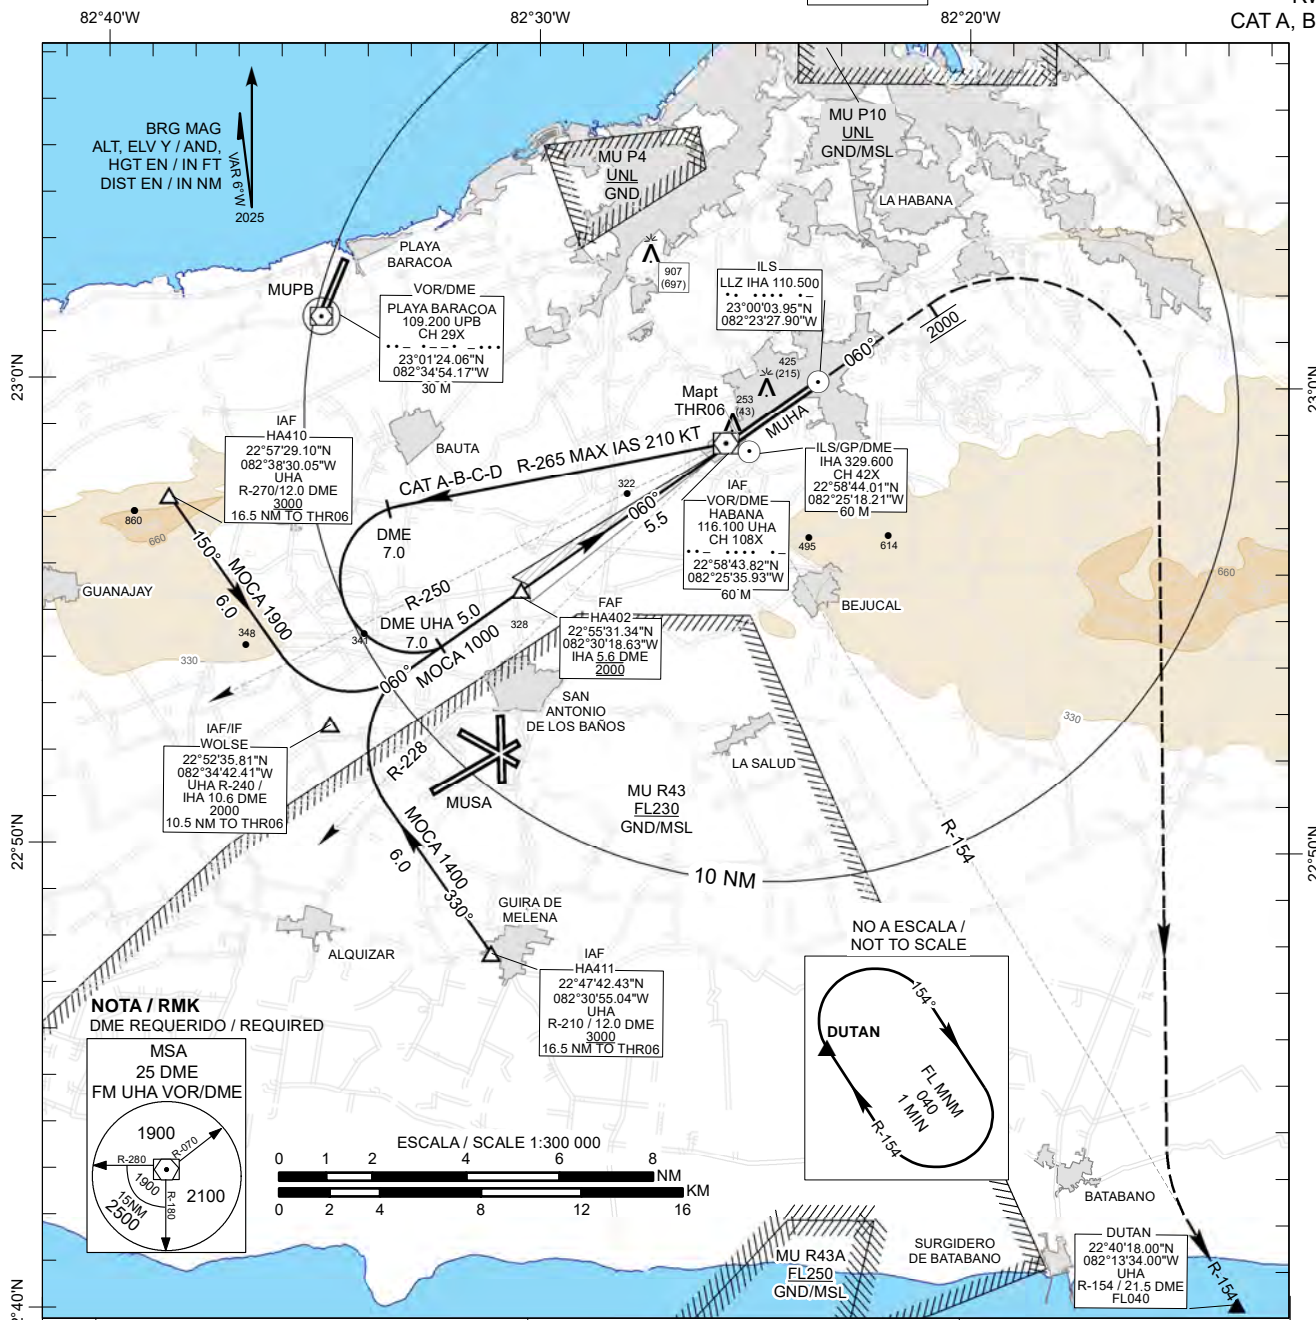 82°40'W
82°30'W
82°20'W
CAT A, B
BRG MAG
ALT, ELV Y / AND,
HGT EN / IN FT
DIST EN / IN NM
VAR 6°W
2025
MU P4
UNL
GND
MU P10
UNL
GND/MSL
LA HABANA
PLAYA
BARACOA
MUPB
VOR/DME
PLAYA BARACOA
109.200 UPB
CH 29X
23°01'24.06"N
082°34'54.17"W
30 M
907
(697)
ILS
LLZ IHA 110.500
23°00'03.95"N
082°23'27.90"W
2000
060°
425
(215)
Mapt
THR06
253
(43)
MUHA
23°0'N
23°0'N
IAF
HA410
22°57'29.10"N
082°38'30.05"W
UHA
R-270/12.0 DME
3000
16.5 NM TO THR06
BAUTA
CAT A-B-C-D
R-265 MAX IAS 210 KT
ILS/GP/DME
IHA 329.600
CH 42X
22°58'44.01"N
082°25'18.21"W
60 M
IAF
VOR/DME
HABANA
116.100 UHA
CH 108X
22°58'43.82"N
082°25'35.93"W
60 M
322
060°
5.5
DME
7.0
860
660
495
614
660
150°
MOCA 1900
6.0
GUANAJAY
BEJUCAL
R-250
DME UHA
7.0
5.0
341
348
328
330
MOCA 1000
060°
FAF
HA402
22°55'31.34"N
082°30'18.63"W
IHA 5.6 DME
2000
SAN
ANTONIO
DE LOS BAÑOS
330
IAF/IF
WOLSE
22°52'35.81"N
082°34'42.41"W
UHA R-240 /
IHA 10.6 DME
2000
10.5 NM TO THR06
R-228
MUSA
LA SALUD
MU R43
FL230
GND/MSL
22°50'N
22°50'N
MOCA 1400
6.0
330°
10 NM
R-154
GUIRA DE
MELENA
ALQUIZAR
IAF
HA411
22°47'42.43"N
082°30'55.04"W
UHA
R-210 / 12.0 DME
3000
16.5 NM TO THR06
NO A ESCALA /
NOT TO SCALE
DUTAN
154°
FL MNM
040
1 MIN
R-154
NOTA / RMK
DME REQUERIDO / REQUIRED
MSA
25 DME
FM UHA VOR/DME
1900
R-070
R-280
1900
15NM
R-180
2100
2500
ESCALA / SCALE 1:300 000
0 1 2 4 6 8
NM
KM
0 2 4 8 12 16
BATABANO
SURGIDERO
DE BATABANO
MU R43A
FL250
GND/MSL
DUTAN
22°40'18.00"N
082°13'34.00"W
UHA
R-154 / 21.5 DME
FL040
R-154